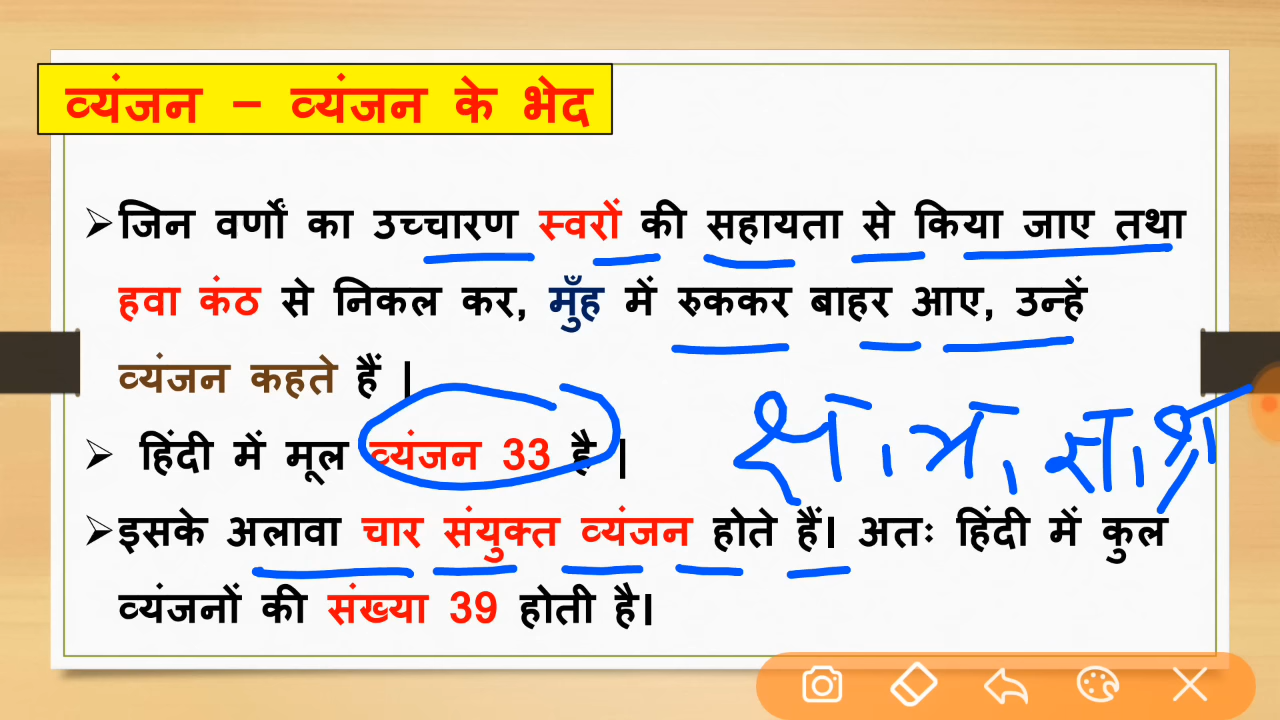 व्यंजन – व्यंजन के भेद
➢जिन वर्णों का उच्चारण स्वरों की सहायता से किया जाए तथा
हवा कंठ से निकल कर, मुँह में रुककर बाहर आए, उन्हें
व्यंजन कहते हैं |
➢ हिंदी में मूल व्यंजन 33 है |
क्ष, त्र, ज्ञ, श्र
➢इसके अलावा चार संयुक्त व्यंजन होते हैं। अतः हिंदी में कुल
व्यंजनों की संख्या 39 होती है।